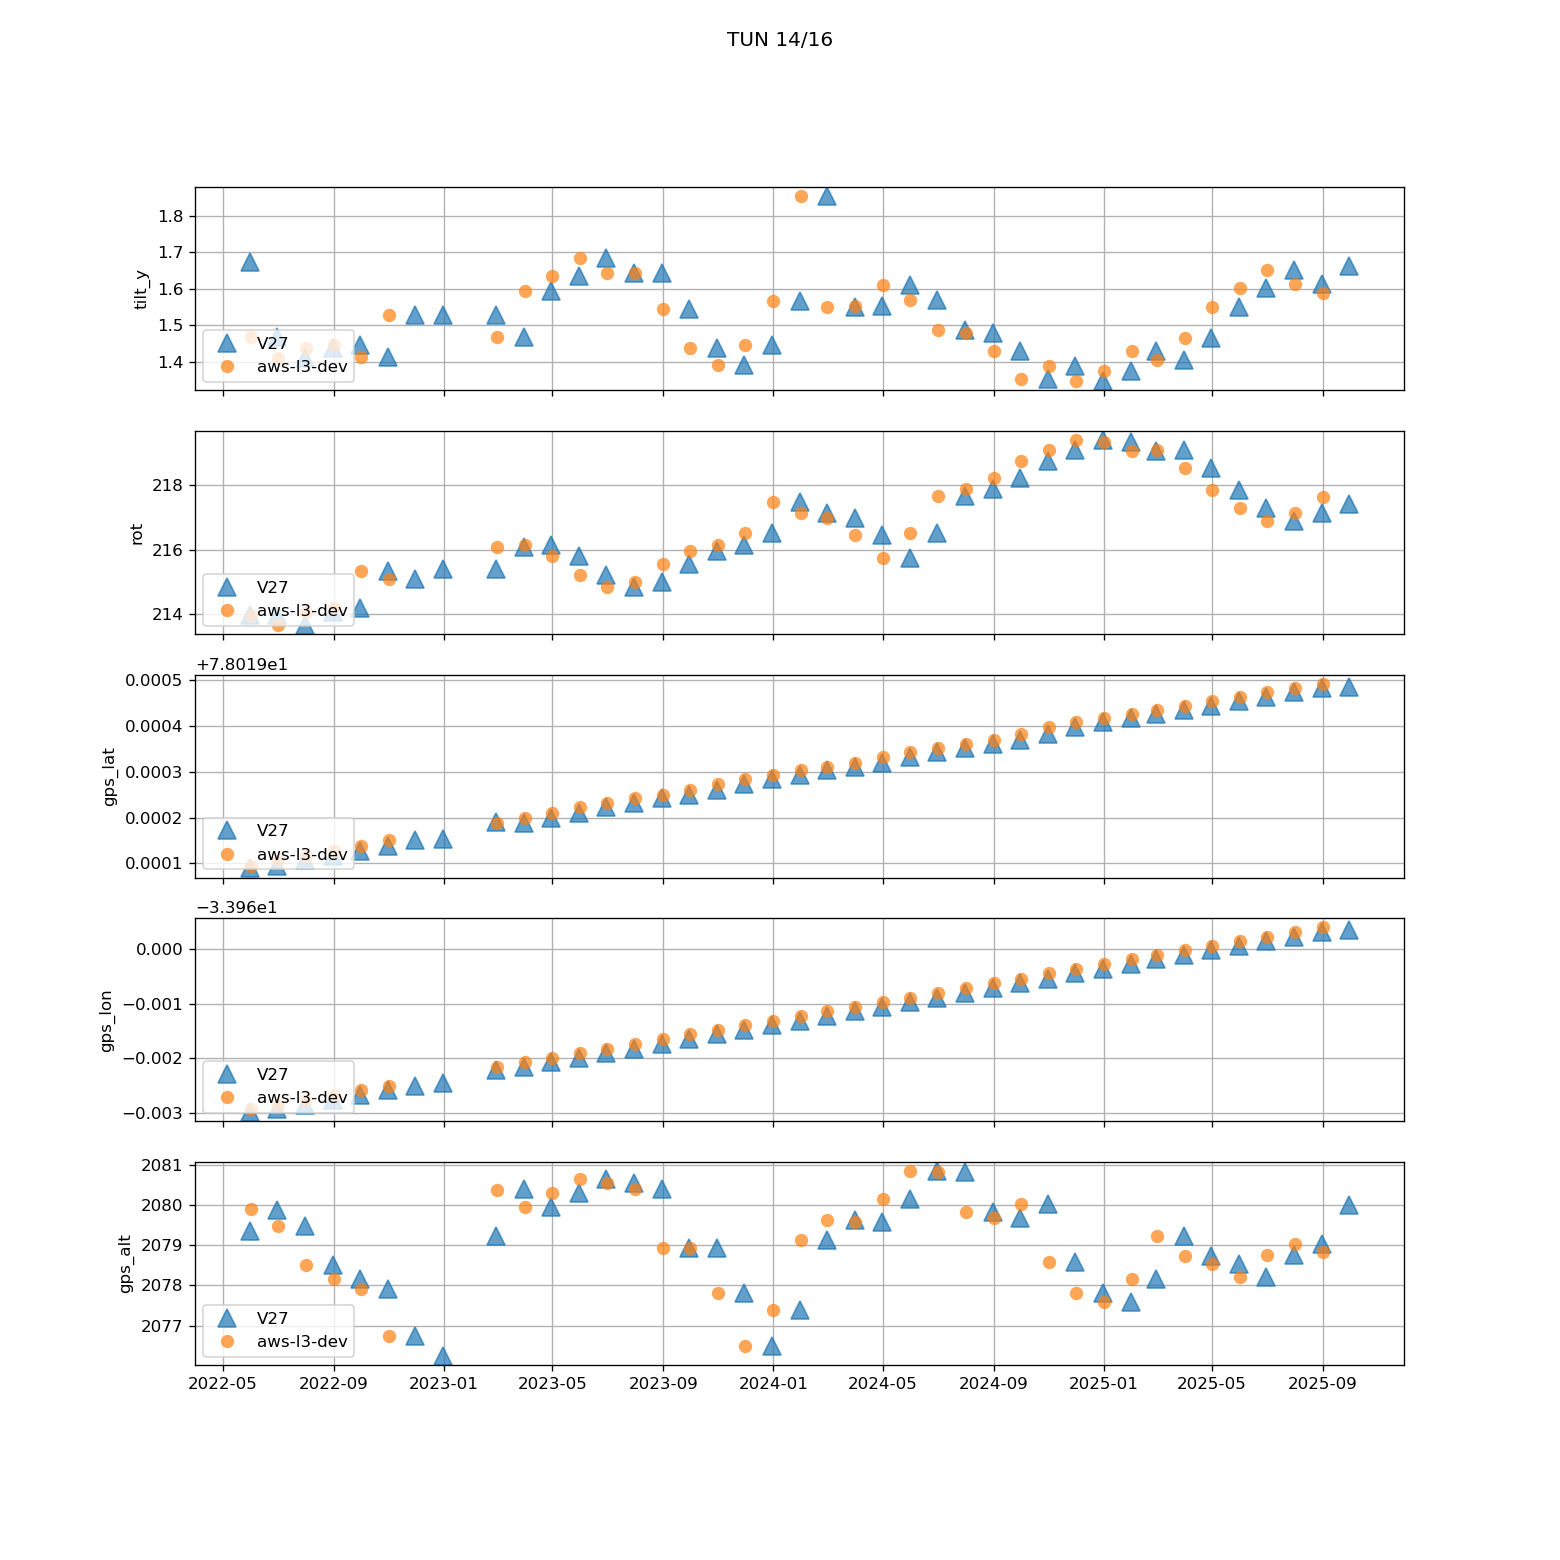 TUN 14/16
1.8
1.7
1.6
1.5
1.4
tilt_y
V27
aws-l3-dev
218
216
214
rot
V27
aws-l3-dev
+7.8019e1
0.0005
0.0004
0.0003
0.0002
0.0001
gps_lat
V27
aws-l3-dev
−3.396e1
0.000
−0.001
−0.002
−0.003
gps_lon
V27
aws-l3-dev
2081
2080
2079
2078
2077
gps_alt
V27
aws-l3-dev
2022-05 2022-09 2023-01 2023-05 2023-09 2024-01 2024-05 2024-09 2025-01 2025-05 2025-09